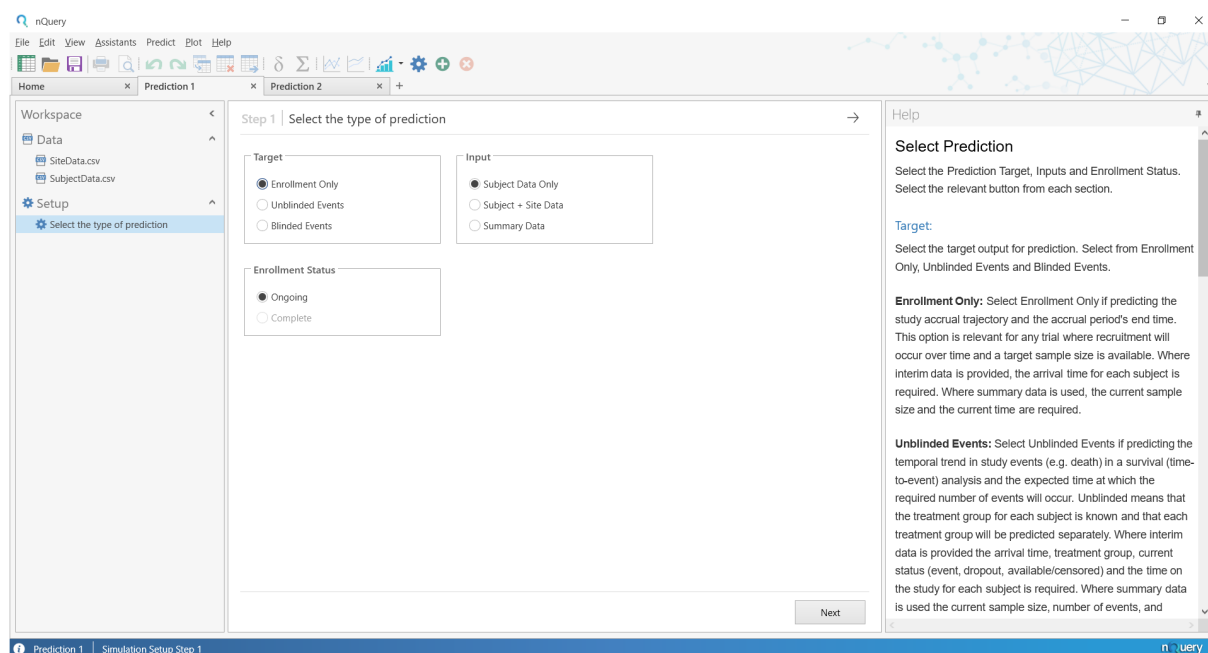 nQuery
File Edit View Assistants Predict Plot Help
Home × Prediction 1 × Prediction 2 × +
Workspace
Data
SiteData.csv
SubjectData.csv
Setup
Select the type of prediction
Step 1 | Select the type of prediction
Target
Enrollment Only
Unblinded Events
Blinded Events
Input
Subject Data Only
Subject + Site Data
Summary Data
Enrollment Status
Ongoing
Complete
Next
Help
Select Prediction
Select the Prediction Target, Inputs and Enrollment Status.
Select the relevant button from each section.
Target:
Select the target output for prediction. Select from Enrollment
Only, Unblinded Events and Blinded Events.
Enrollment Only: Select Enrollment Only if predicting the
study accrual trajectory and the accrual period's end time.
This option is relevant for any trial where recruitment will
occur over time and a target sample size is available. Where
interim data is provided, the arrival time for each subject is
required. Where summary data is used, the current sample
size and the current time are required.
Unblinded Events: Select Unblinded Events if predicting the
temporal trend in study events (e.g. death) in a survival (time-
to-event) analysis and the expected time at which the
required number of events will occur. Unblinded means that
the treatment group for each subject is known and that each
treatment group will be predicted separately. Where interim
data is provided the arrival time, treatment group, current
status (event, dropout, available/censored) and the time on
the study for each subject is required. Where summary data
is used the current sample size, number of events, and
Prediction 1 | Simulation Setup Step 1
nQuery